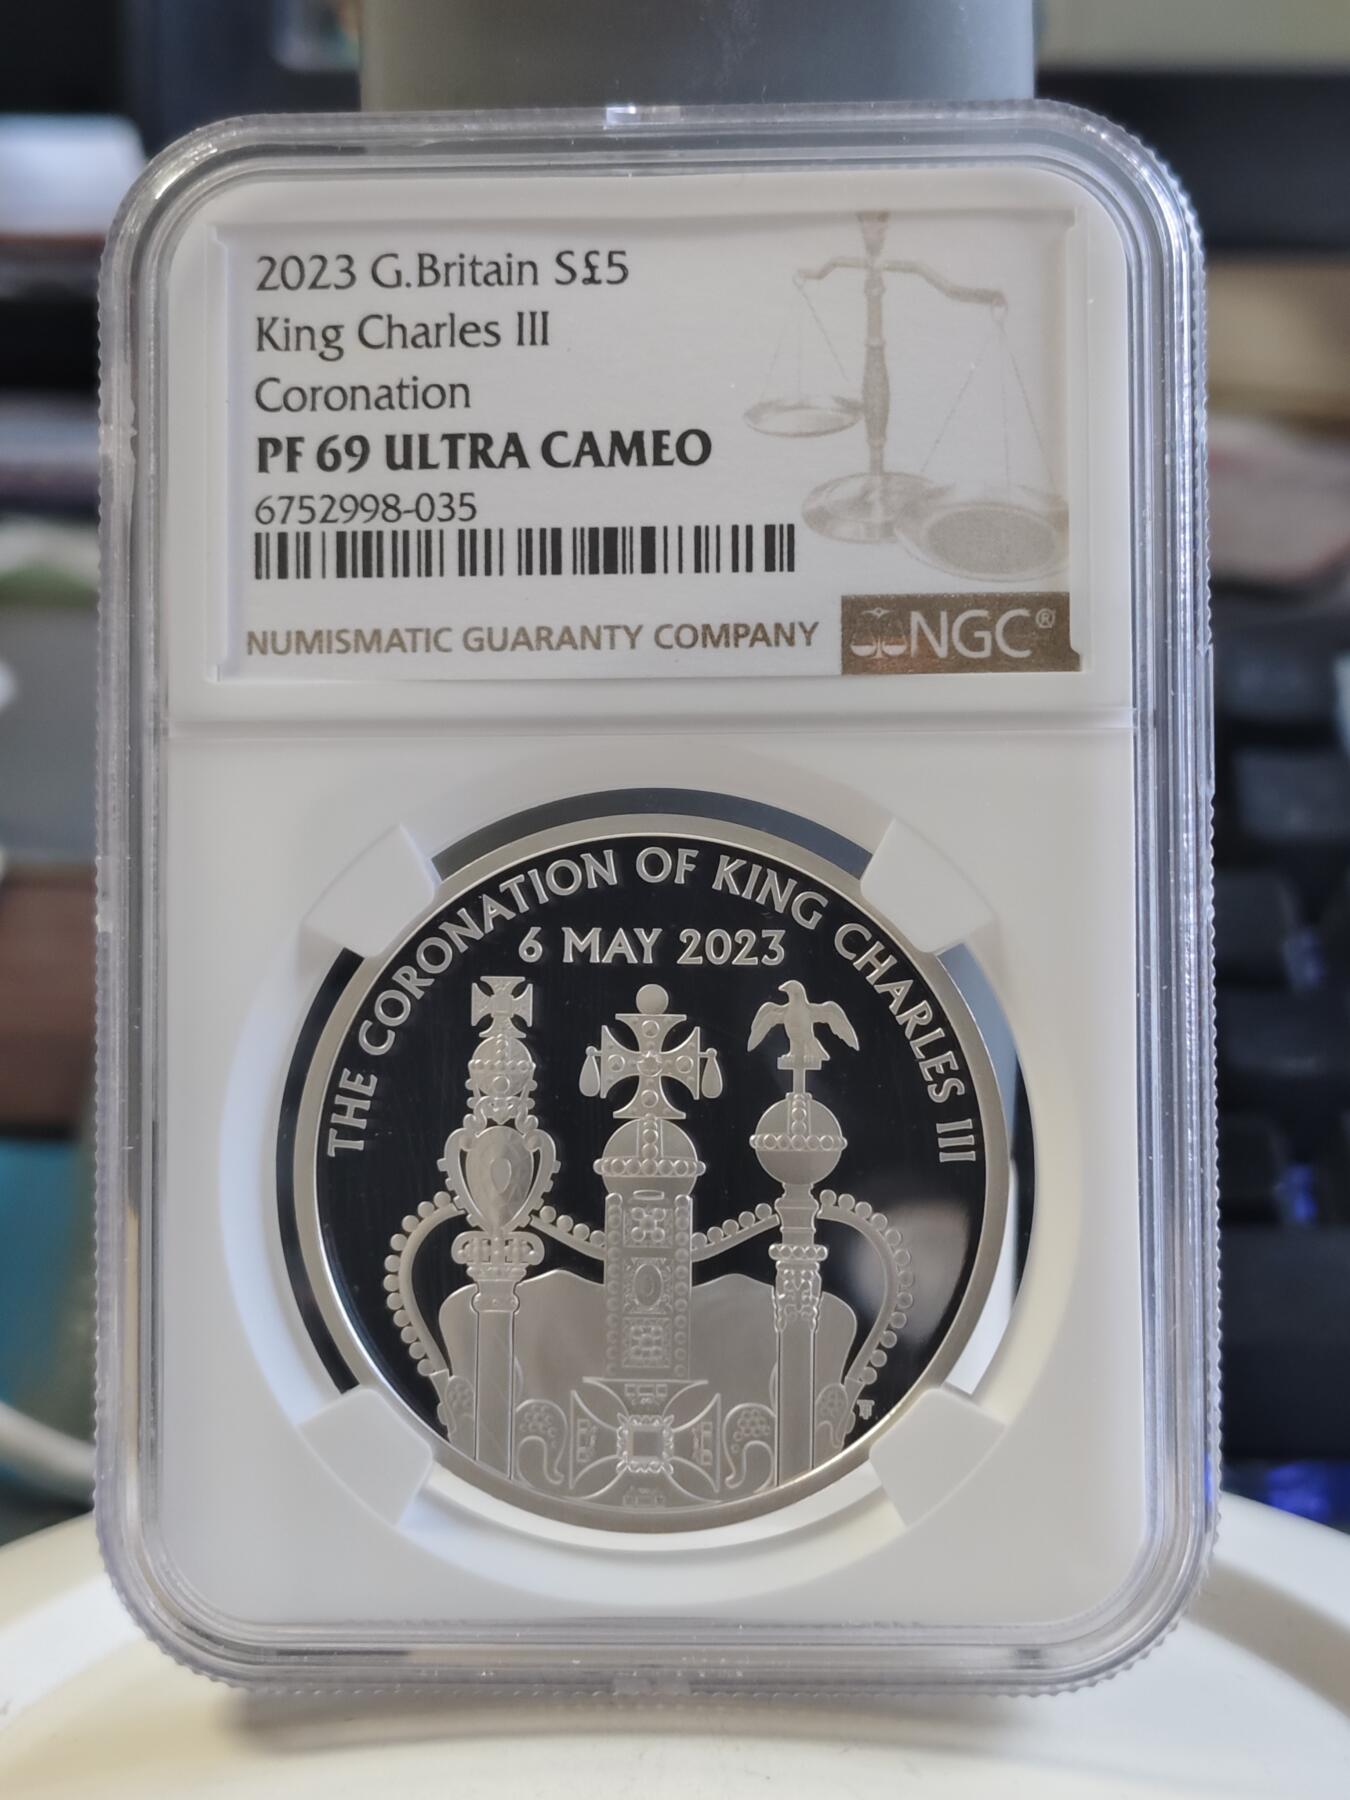 2023 G.Britain S£5
King Charles III
Coronation
PF 69 ULTRA CAMEO
6752998-035
NUMISMATIC GUARANTY COMPANY
NGC®
THE CORONATION OF KING CHARLES III
6 MAY 2023